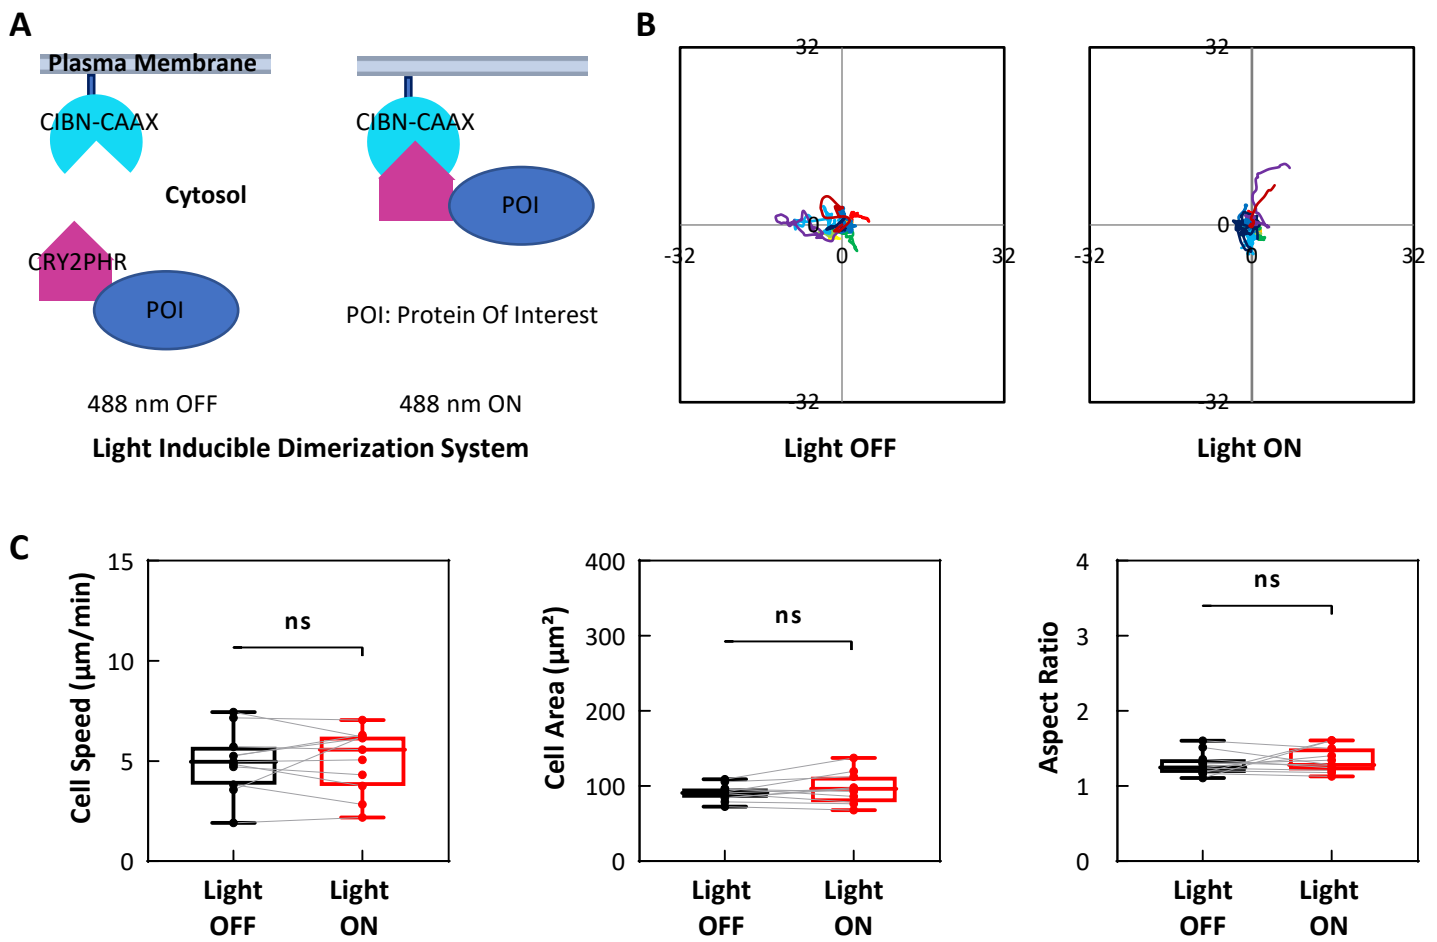 A
Plasma Membrane
CIBN-CAAX
CIBN-CAAX
Cytosol
POI
CRY2PHR
POI
POI: Protein Of Interest
488 nm OFF
488 nm ON
Light Inducible Dimerization System
B
32
0
-32
0
32
-32
Light OFF
32
0
-32
0
32
-32
Light ON
C
Cell Speed (µm/min)
15
10
5
0
ns
Light
OFF
Light
ON
Cell Area (µm²)
400
300
200
100
0
ns
Light
OFF
Light
ON
Aspect Ratio
4
3
2
1
0
ns
Light
OFF
Light
ON